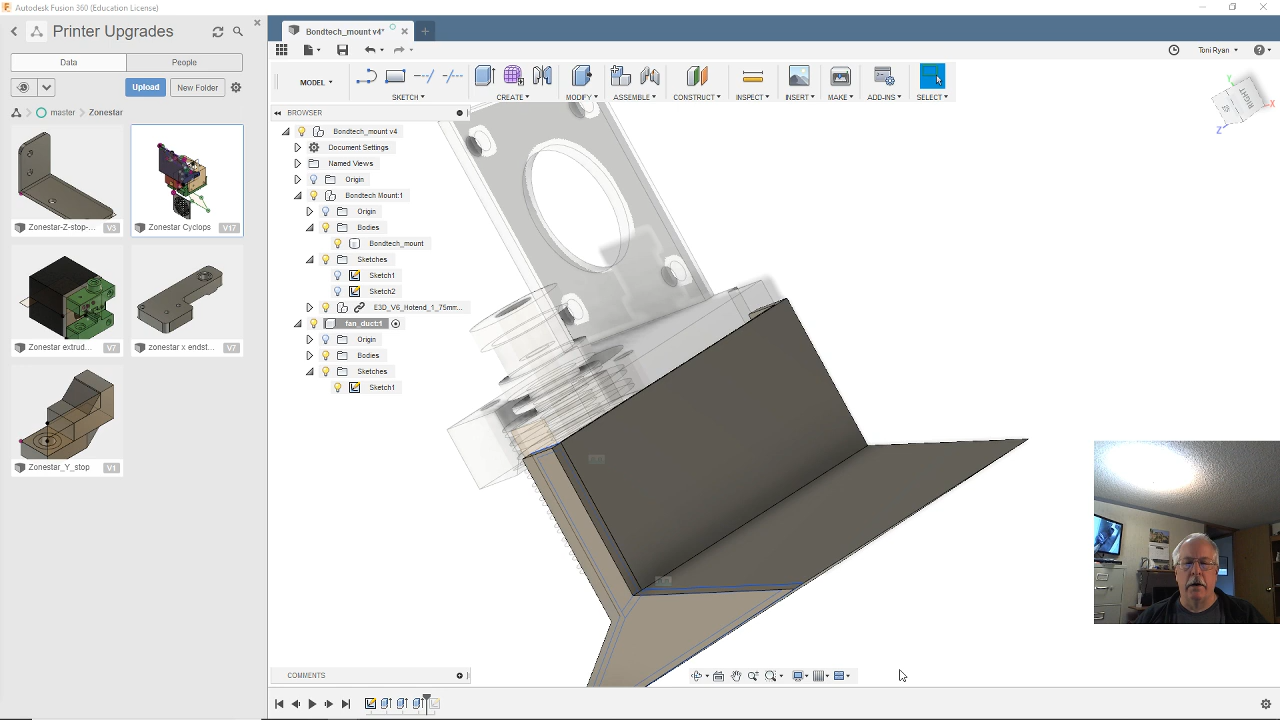 Autodesk Fusion 360 (Education License)
Printer Upgrades
Bondtech_mount v4*
Data
People
Toni Ryan
Upload
New Folder
MODEL
SKETCH
CREATE
MODIFY
ASSEMBLE
CONSTRUCT
INSPECT
INSERT
MAKE
ADD-INS
SELECT
master
Zonestar
BROWSER
Bondtech_mount v4
Document Settings
Named Views
Origin
Bondtech Mount:1
Origin
Bodies
Bondtech_mount
Sketches
Sketch1
Sketch2
E3D_V6_Hotend_1_75mm...
fan_duct:1
Origin
Bodies
Sketches
Sketch1
Zonestar-Z-stop-...
V3
Zonestar Cyclops
V17
Zonestar extrud...
V7
zonestar x endst...
V7
Zonestar_Y_stop
V1
Y
X
Z
COMMENTS